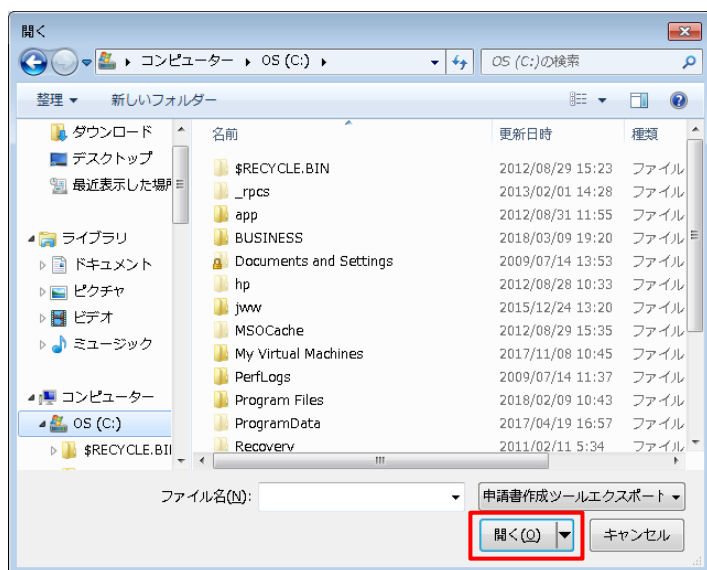 開く
コンピューター ▸ OS (C:) ▸
OS (C:)の検索
整理 ▼ 新しいフォルダー
ダウンロード
デスクトップ
最近表示した場所
ライブラリ
ドキュメント
ピクチャ
ビデオ
ミュージック
コンピューター
OS (C:)
$RECYCLE.BI
名前 更新日時 種類
$RECYCLE.BIN 2012/08/29 15:23 ファイル
_rpcs 2013/02/01 14:28 ファイル
app 2012/08/31 11:55 ファイル
BUSINESS 2018/03/09 19:20 ファイル
Documents and Settings 2009/07/14 13:53 ファイル
hp 2012/08/28 10:33 ファイル
jww 2015/12/24 13:20 ファイル
MSOCache 2012/08/29 15:35 ファイル
My Virtual Machines 2017/11/08 10:45 ファイル
PerfLogs 2009/07/14 11:37 ファイル
Program Files 2018/02/09 10:43 ファイル
ProgramData 2017/04/19 16:57 ファイル
Recovery 2011/02/11 5:34 ファイル
ファイル名(N):
申請書作成ツールエクスポート
開く(O)
キャンセル